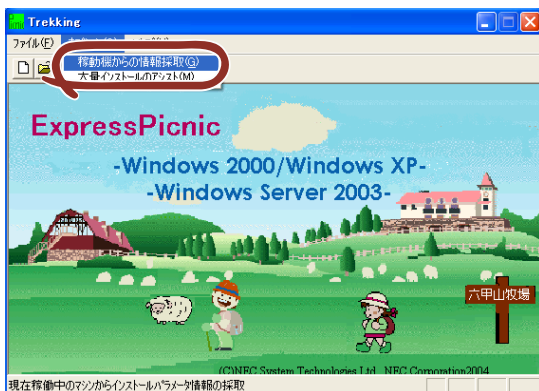 Trekking
ファイル(F)
稼動機からの情報採取(G)
大量インストールのアシスト(M)
ExpressPicnic
-Windows 2000/Windows XP-
-Windows Server 2003-
六甲山牧場
(C)NEC System Technologies Ltd. NEC Corporation2004
現在稼働中のマシンからインストールパラメータ情報の採取